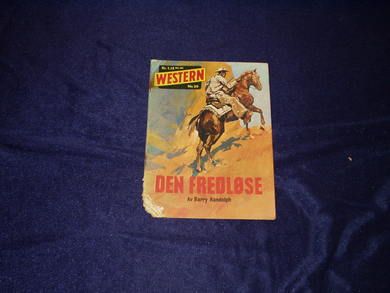 WESTERN
DEN FREDLØSE
Av Barry Randolph